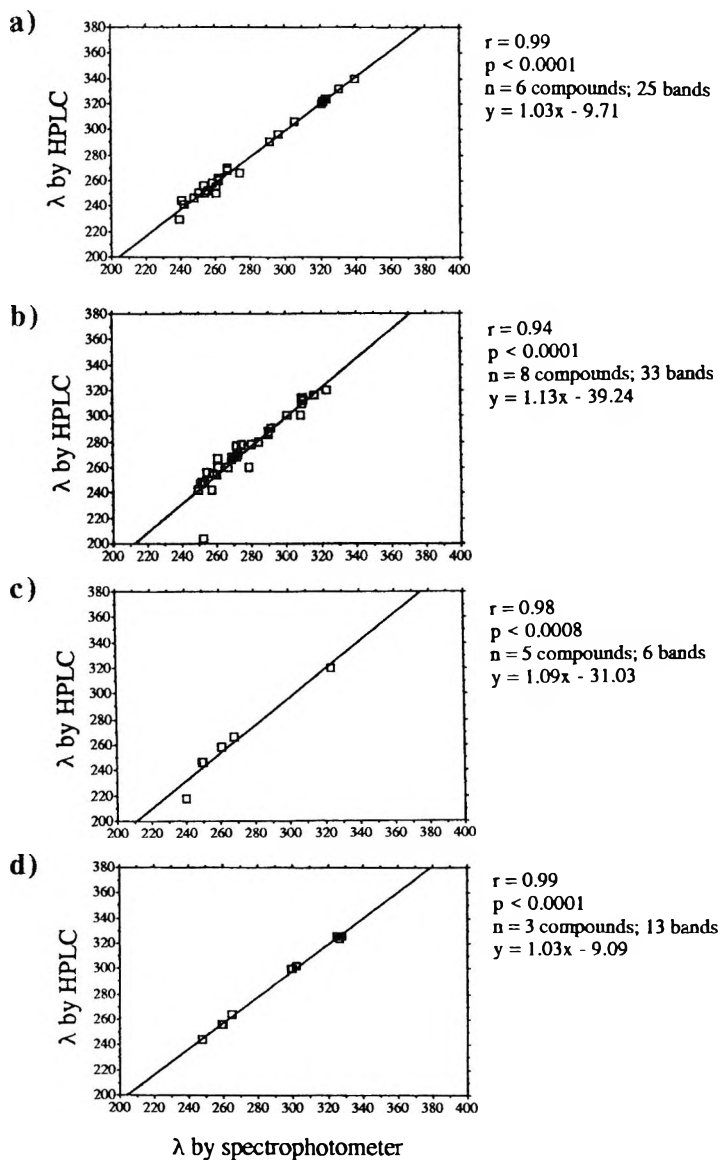 a)
r = 0.99
p < 0.0001
n = 6 compounds; 25 bands
y = 1.03x - 9.71
λ by HPLC
380
360
340
320
300
280
260
240
220
200
200 220 240 260 280 300 320 340 360 380 400
b)
r = 0.94
p < 0.0001
n = 8 compounds; 33 bands
y = 1.13x - 39.24
λ by HPLC
380
360
340
320
300
280
260
240
220
200
200 220 240 260 280 300 320 340 360 380 400
c)
r = 0.98
p < 0.0008
n = 5 compounds; 6 bands
y = 1.09x - 31.03
λ by HPLC
380
360
340
320
300
280
260
240
220
200
200 220 240 260 280 300 320 340 360 380 400
d)
r = 0.99
p < 0.0001
n = 3 compounds; 13 bands
y = 1.03x - 9.09
λ by HPLC
380
360
340
320
300
280
260
240
220
200
200 220 240 260 280 300 320 340 360 380 400
λ by spectrophotometer